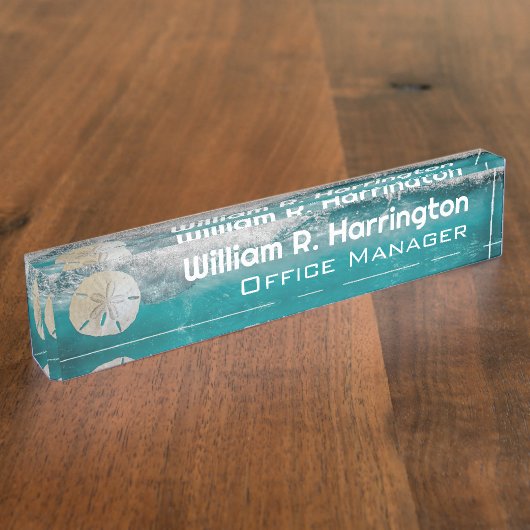 William R. Harrington
Office Manager